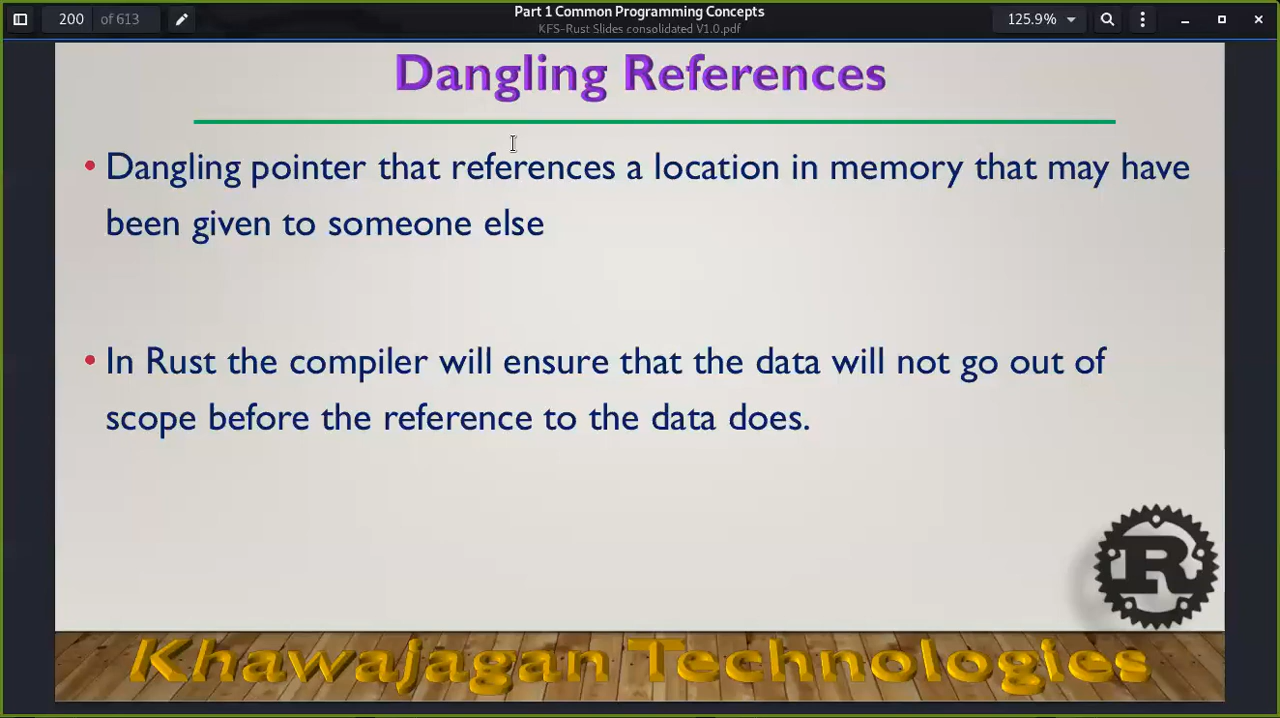 200 of 613
Part 1 Common Programming Concepts
KFS-Rust Slides consolidated V1.0.pdf
125.9%
Dangling References
• Dangling pointer that references a location in memory that may have
been given to someone else
• In Rust the compiler will ensure that the data will not go out of
scope before the reference to the data does.
R
Khawajagan Technologies